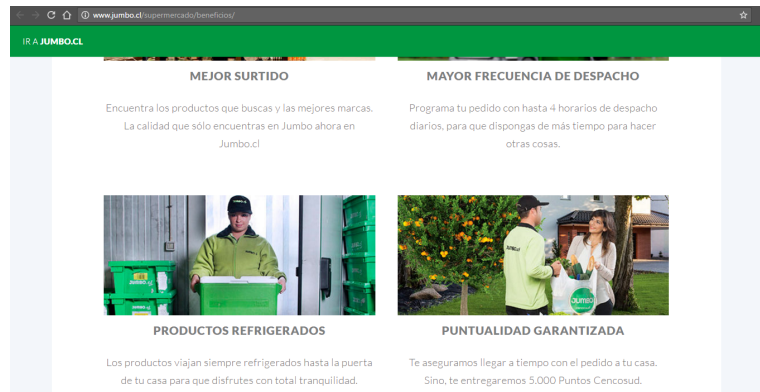 www.jumbo.cl/supermercado/beneficios/
IR A JUMBO.CL
MEJOR SURTIDO
Encuentra los productos que buscas y las mejores marcas.
La calidad que sólo encuentras en Jumbo ahora en
Jumbo.cl
MAYOR FRECUENCIA DE DESPACHO
Programa tu pedido con hasta 4 horarios de despacho
diarios, para que dispongas de más tiempo para hacer
otras cosas.
JUMBO.cl
JUMBO
PRODUCTOS REFRIGERADOS
Los productos viajan siempre refrigerados hasta la puerta
de tu casa para que disfrutes con total tranquilidad.
PUNTUALIDAD GARANTIZADA
Te aseguramos llegar a tiempo con el pedido a tu casa.
Sino, te entregaremos 5.000 Puntos Cencosud.